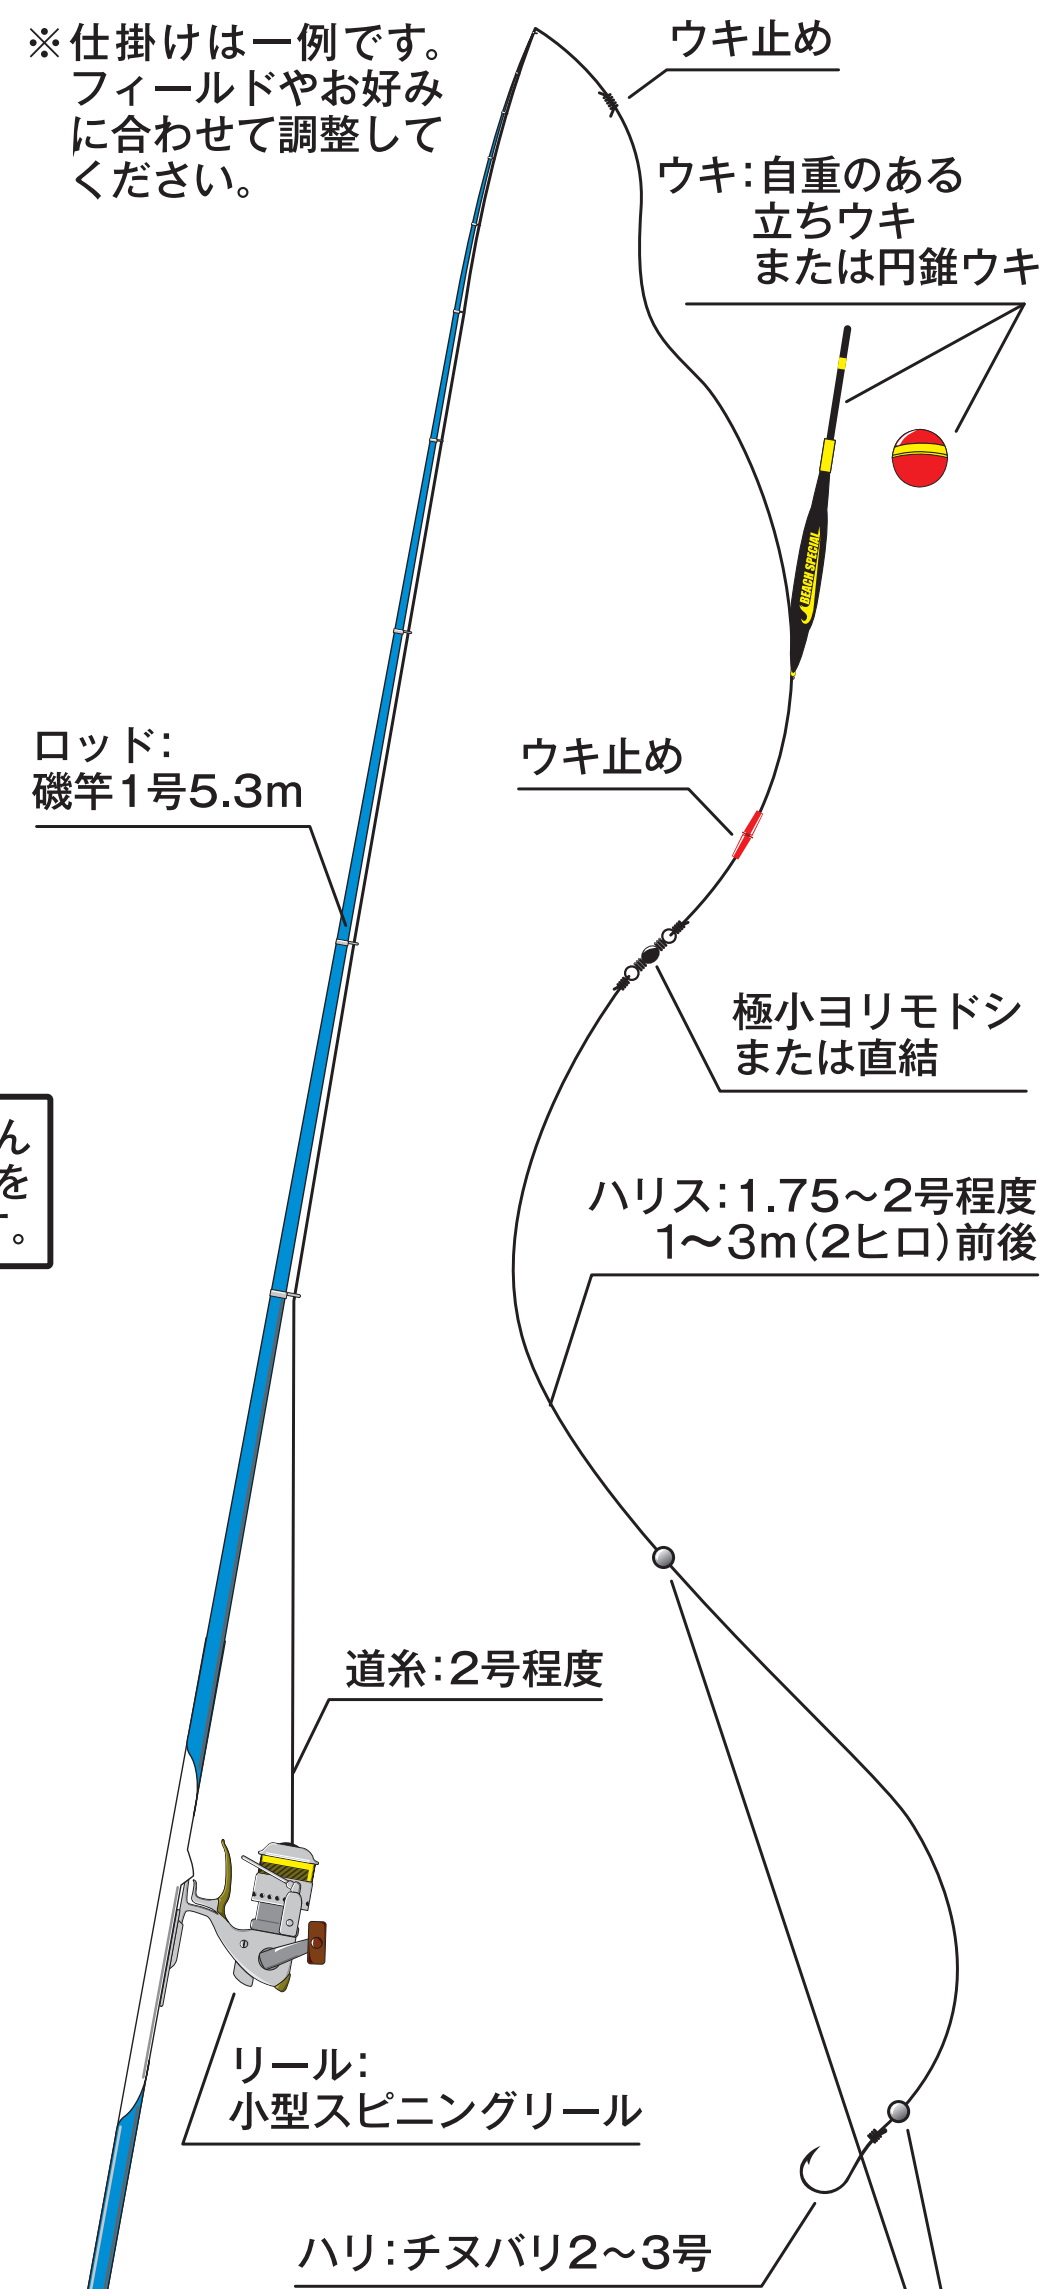 ※仕掛けは一例です。
フィールドやお好み
に合わせて調整して
ください。
ウキ止め
ウキ：自重のある
立ちウキ
または円錐ウキ
BEACH SPECIAL
ロッド：
磯竿1号5.3m
ウキ止め
極小ヨリモドシ
または直結
ん
を
。
ハリス：1.75〜2号程度
1〜3m(2ヒロ)前後
道糸：2号程度
リール：
小型スピニングリール
ハリ：チヌバリ2〜3号